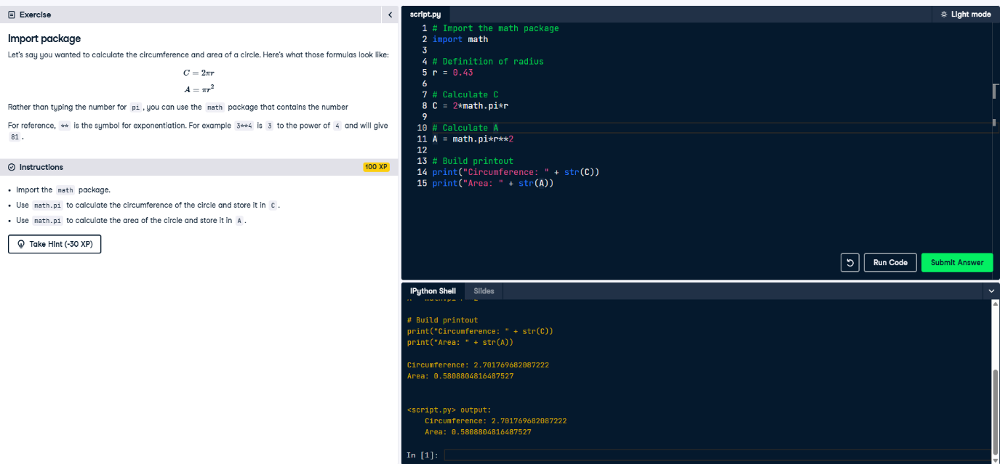 Exercise
Import package
Let's say you wanted to calculate the circumference and area of a circle. Here's what those formulas look like:
C = 2πr
A = πr²
Rather than typing the number for pi , you can use the math package that contains the number
For reference, ** is the symbol for exponentiation. For example 3**4 is 3 to the power of 4 and will give
81 .
Instructions
100 XP
Import the math package.
Use math.pi to calculate the circumference of the circle and store it in C .
Use math.pi to calculate the area of the circle and store it in A .
Take Hint (-30 XP)
script.py
Light mode
1 # Import the math package
2 import math
3
4 # Definition of radius
5 r = 0.43
6
7 # Calculate C
8 C = 2*math.pi*r
9
10 # Calculate A
11 A = math.pi*r**2
12
13 # Build printout
14 print("Circumference: " + str(C))
15 print("Area: " + str(A))
Run Code
Submit Answer
IPython Shell
Slides
# Build printout
print("Circumference: " + str(C))
print("Area: " + str(A))
Circumference: 2.701769682087222
Area: 0.5808804816487527
<script.py> output:
Circumference: 2.701769682087222
Area: 0.5808804816487527
In [1]: